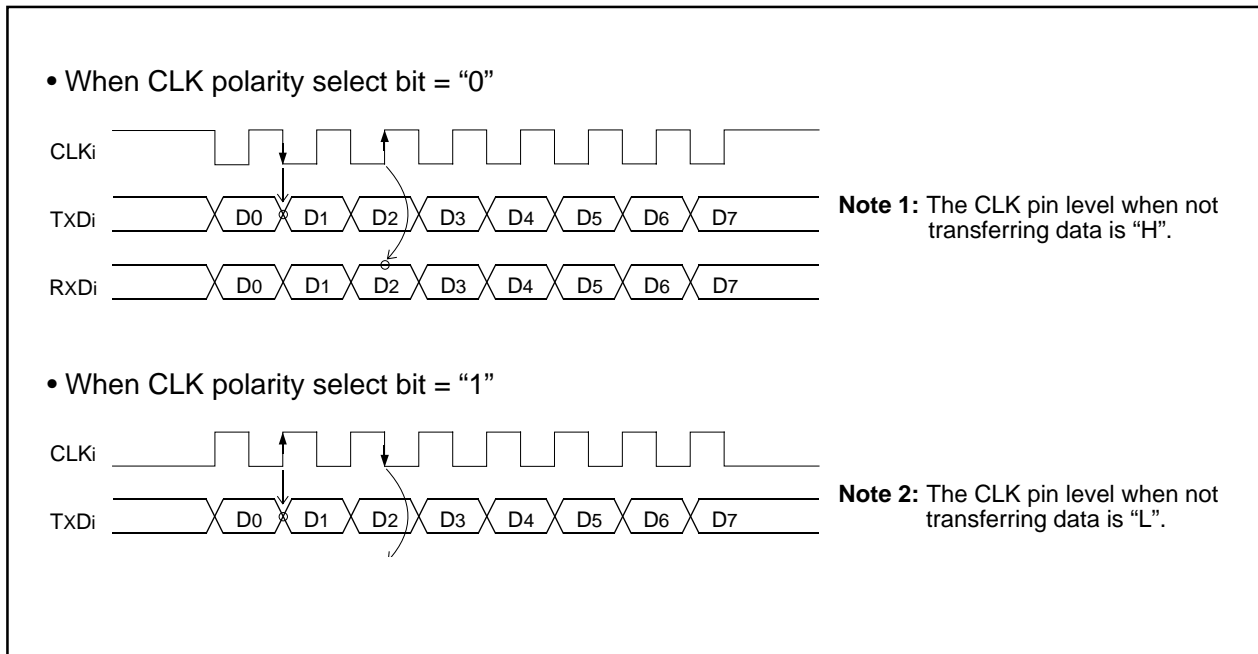 • When CLK polarity select bit = “0”
CLKi
TXDi
D0 D1 D2 D3 D4 D5 D6 D7
RXDi
D0 D1 D2 D3 D4 D5 D6 D7
Note 1: The CLK pin level when not
transferring data is “H”.
• When CLK polarity select bit = “1”
CLKi
TXDi
D0 D1 D2 D3 D4 D5 D6 D7
Note 2: The CLK pin level when not
transferring data is “L”.